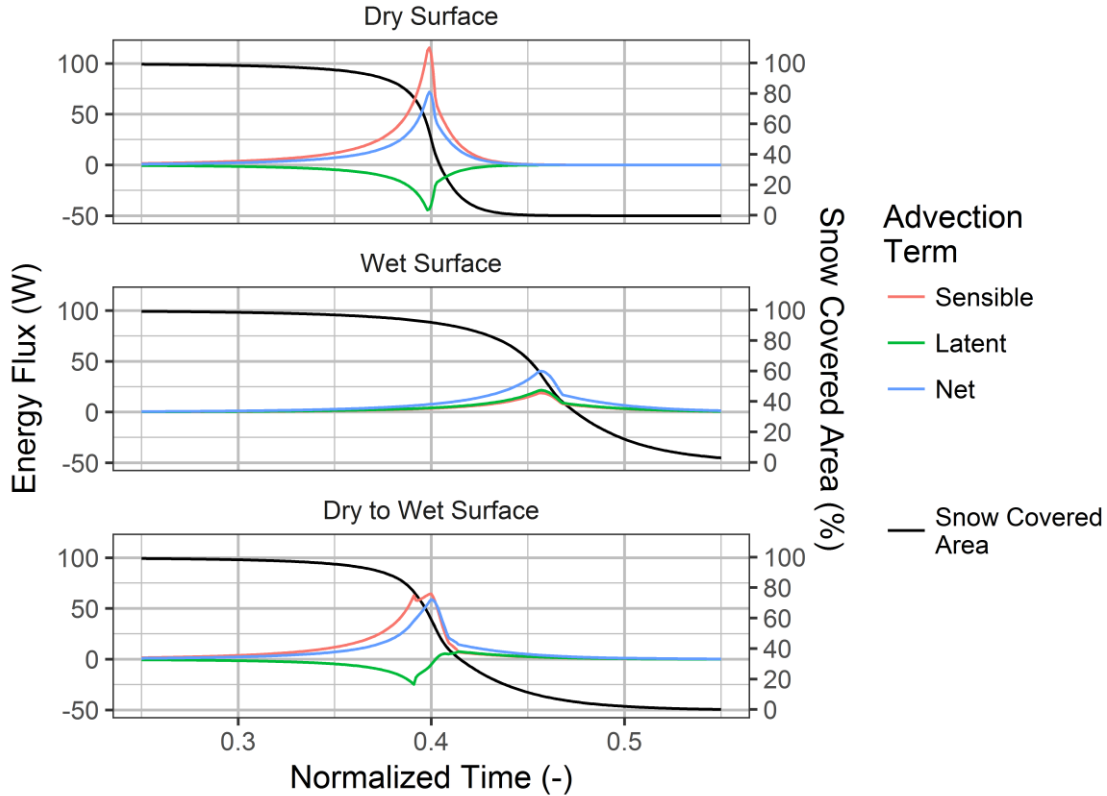 Dry Surface
100
50
0
-50
100
80
60
40
20
0
Wet Surface
100
50
0
-50
100
80
60
40
20
0
Dry to Wet Surface
100
50
0
-50
100
80
60
40
20
0
0.3
0.4
0.5
Normalized Time (-)
Energy Flux (W)
Snow Covered Area (%)
Advection
Term
Sensible
Latent
Net
Snow Covered
Area